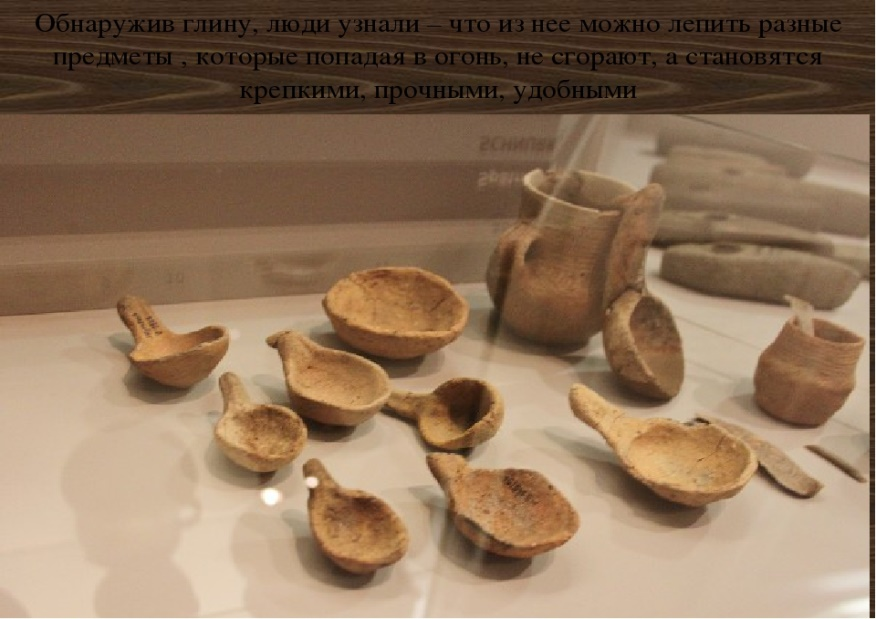 Обнаружив глину, люди узнали – что из нее можно лепить разные
предметы , которые попадая в огонь, не сгорают, а становятся
крепкими, прочными, удобными